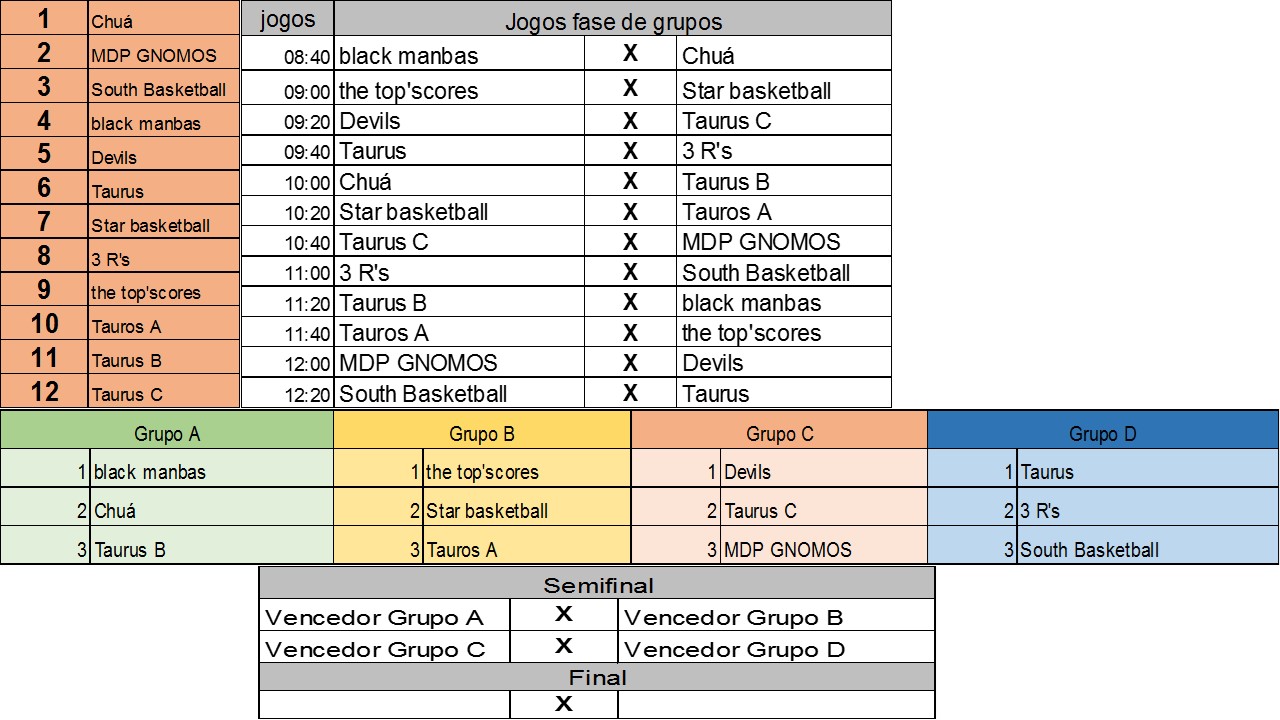 1 Chuá
2 MDP GNOMOS
3 South Basketball
4 black manbas
5 Devils
6 Taurus
7 Star basketball
8 3 R's
9 the top'scores
10 Tauros A
11 Taurus B
12 Taurus C
jogos Jogos fase de grupos
08:40 black manbas X Chuá
09:00 the top'scores X Star basketball
09:20 Devils X Taurus C
09:40 Taurus X 3 R's
10:00 Chuá X Taurus B
10:20 Star basketball X Tauros A
10:40 Taurus C X MDP GNOMOS
11:00 3 R's X South Basketball
11:20 Taurus B X black manbas
11:40 Tauros A X the top'scores
12:00 MDP GNOMOS X Devils
12:20 South Basketball X Taurus
Grupo A Grupo B Grupo C Grupo D
1 black manbas 1 the top'scores 1 Devils 1 Taurus
2 Chuá 2 Star basketball 2 Taurus C 2 3 R's
3 Taurus B 3 Tauros A 3 MDP GNOMOS 3 South Basketball
Semifinal
Vencedor Grupo A X Vencedor Grupo B
Vencedor Grupo C X Vencedor Grupo D
Final
X